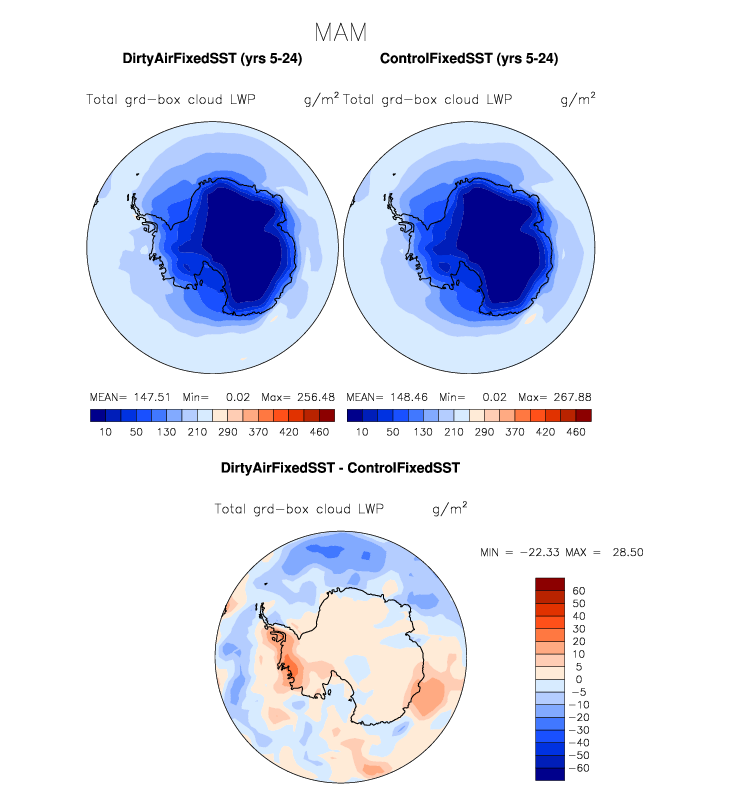 MAM
DirtyAirFixedSST (yrs 5-24) ControlFixedSST (yrs 5-24)
Total grd-box cloud LWP g/m² Total grd-box cloud LWP g/m²
MEAN= 147.51 Min= 0.02 Max= 256.48 MEAN= 148.46 Min= 0.02 Max= 267.88
10 50 130 210 290 370 420 460 10 50 130 210 290 370 420 460
DirtyAirFixedSST - ControlFixedSST
Total grd-box cloud LWP g/m²
MIN = -22.33 MAX = 28.50
60
50
40
30
20
10
5
0
-5
-10
-20
-30
-40
-50
-60